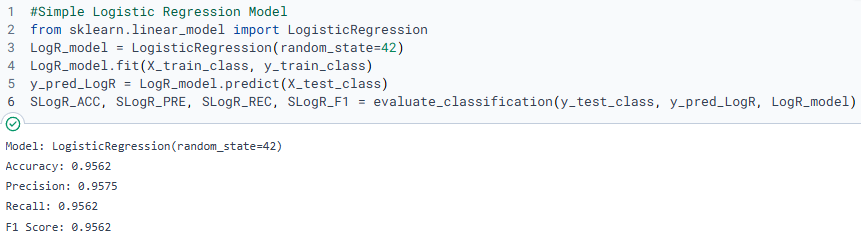 1 #Simple Logistic Regression Model
2 from sklearn.linear_model import LogisticRegression
3 LogR_model = LogisticRegression(random_state=42)
4 LogR_model.fit(X_train_class, y_train_class)
5 y_pred_LogR = LogR_model.predict(X_test_class)
6 SLogR_ACC, SLogR_PRE, SLogR_REC, SLogR_F1 = evaluate_classification(y_test_class, y_pred_LogR, LogR_model)
Model: LogisticRegression(random_state=42)
Accuracy: 0.9562
Precision: 0.9575
Recall: 0.9562
F1 Score: 0.9562